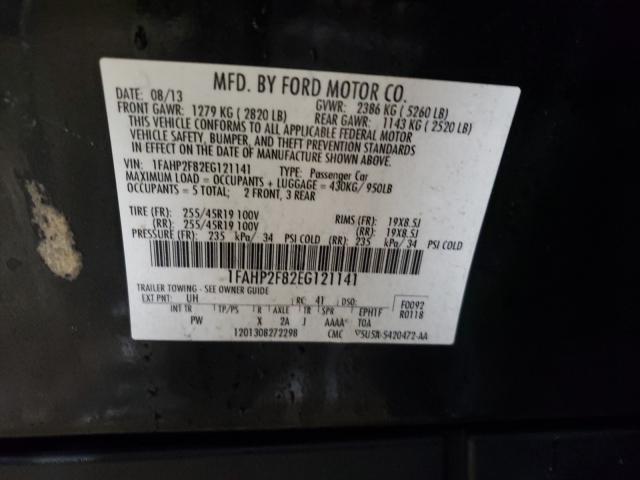 MFD. BY FORD MOTOR CO.
DATE: 08/13 GVWR: 2386 KG (5260 LB)
FRONT GAWR: 1279 KG (2820 LB) REAR GAWR: 1143 KG (2520 LB)
THIS VEHICLE CONFORMS TO ALL APPLICABLE FEDERAL MOTOR
VEHICLE SAFETY, BUMPER, AND THEFT PREVENTION STANDARDS
IN EFFECT ON THE DATE OF MANUFACTURE SHOWN ABOVE.
VIN: 1FAHP2F82EG121141 TYPE: Passenger Car
MAXIMUM LOAD = OCCUPANTS + LUGGAGE = 430KG/950LB
OCCUPANTS = 5 TOTAL; 2 FRONT, 3 REAR
TIRE (FR): 255/45R19 100V RIMS (FR): 19X8.5J
(RR): 255/45R19 100V (RR): 19X8.5J
PRESSURE (FR): 235 kPa/ 34 PSI COLD (RR): 235 kPa/34 PSI COLD
1FAHP2F82EG121141
TRAILER TOWING - SEE OWNER GUIDE
EXT PNT: UH RC: 41 DSO: F0092
INT TR TP/PS R AXLE TR SPR EPH1F R0118
PW X 2A J AAAA TOA
1201308272298 CMC